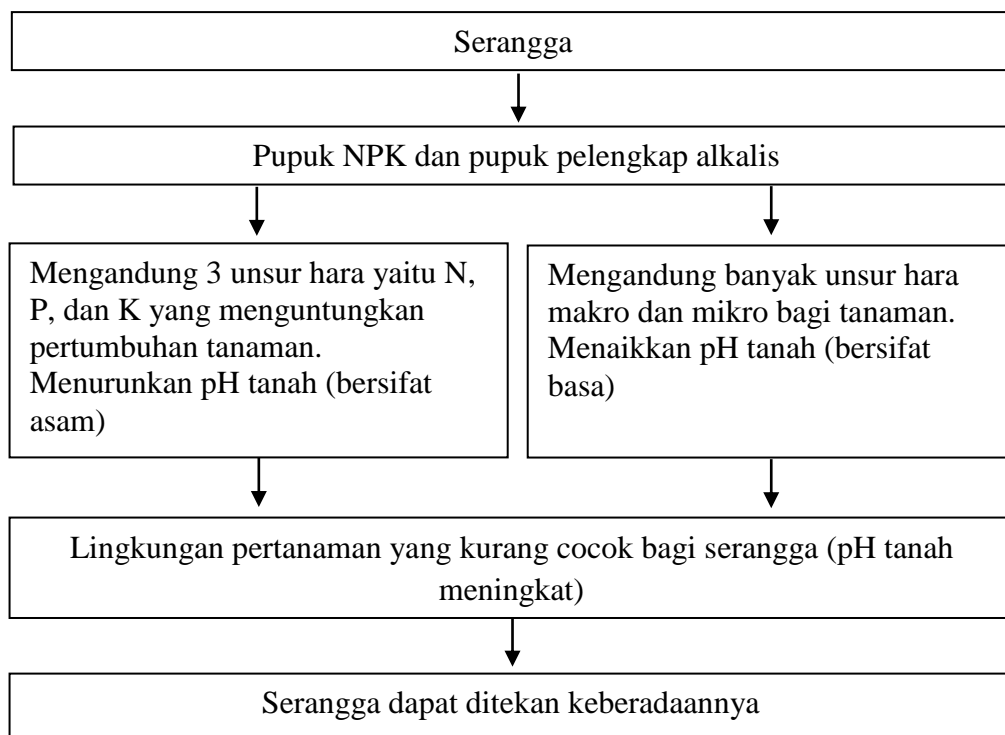 Serangga
Pupuk NPK dan pupuk pelengkap alkalis
Mengandung 3 unsur hara yaitu N,
P, dan K yang menguntungkan
pertumbuhan tanaman.
Menurunkan pH tanah (bersifat
asam)
Mengandung banyak unsur hara
makro dan mikro bagi tanaman.
Menaikkan pH tanah (bersifat
basa)
Lingkungan pertanaman yang kurang cocok bagi serangga (pH tanah
meningkat)
Serangga dapat ditekan keberadaannya